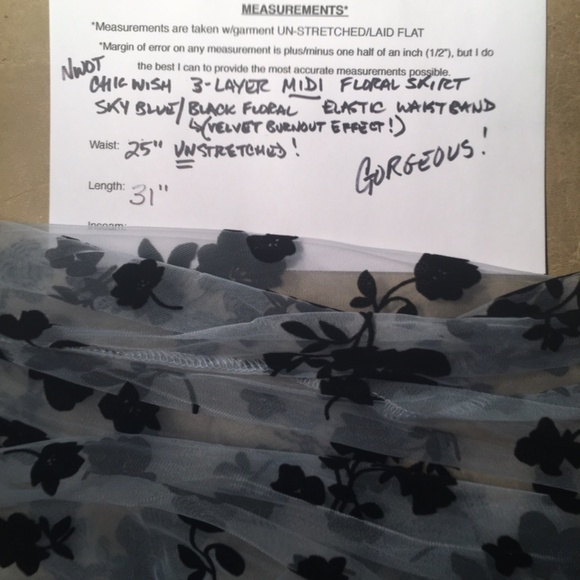 MEASUREMENTS*
*Measurements are taken w/garment UN-STRETCHED/LAID FLAT
*Margin of error on any measurement is plus/minus one half of an inch (1/2"), but I do
the best I can to provide the most accurate measurements possible.
NWOT
CHICWISH 3-LAYER MIDI FLORAL SKIRT
SKY BLUE/BLACK FLORAL ELASTIC WAISTBAND
(VELVET BURNOUT EFFECT!)
Waist: 25" UNSTRETCHED!
GORGEOUS!
Length: 31"
Inseam: